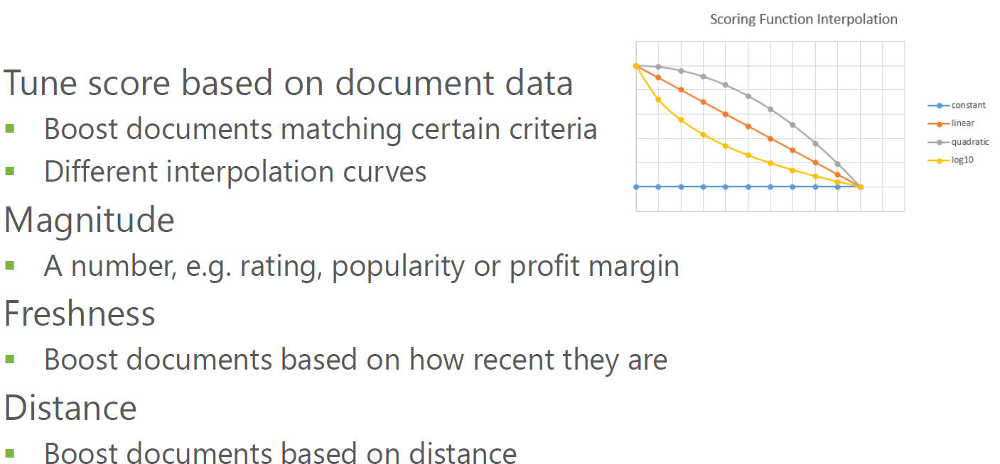 Scoring Function Interpolation
Tune score based on document data
Boost documents matching certain criteria
Different interpolation curves
constant
linear
quadratic
log10
Magnitude
A number, e.g. rating, popularity or profit margin
Freshness
Boost documents based on how recent they are
Distance
Boost documents based on distance